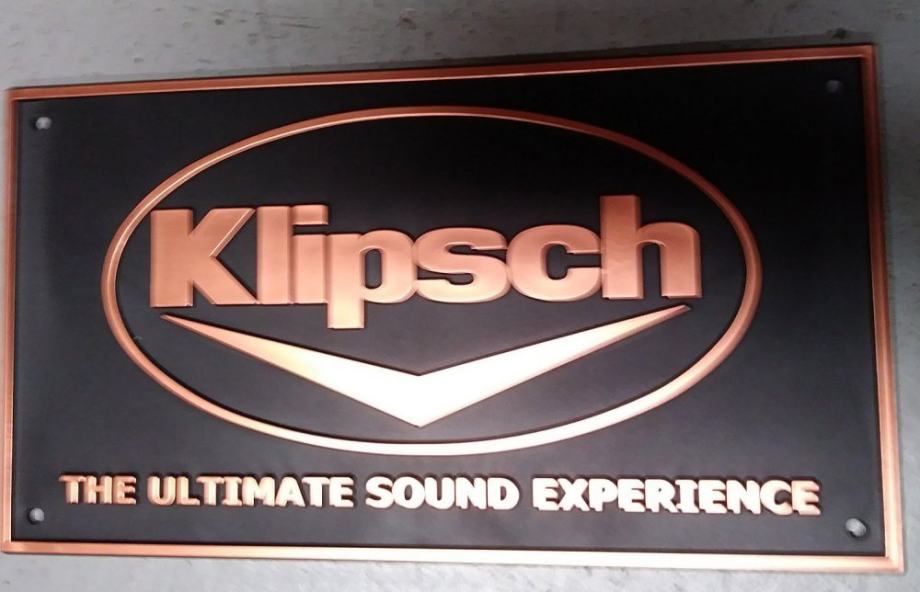 Klipsch
THE ULTIMATE SOUND EXPERIENCE